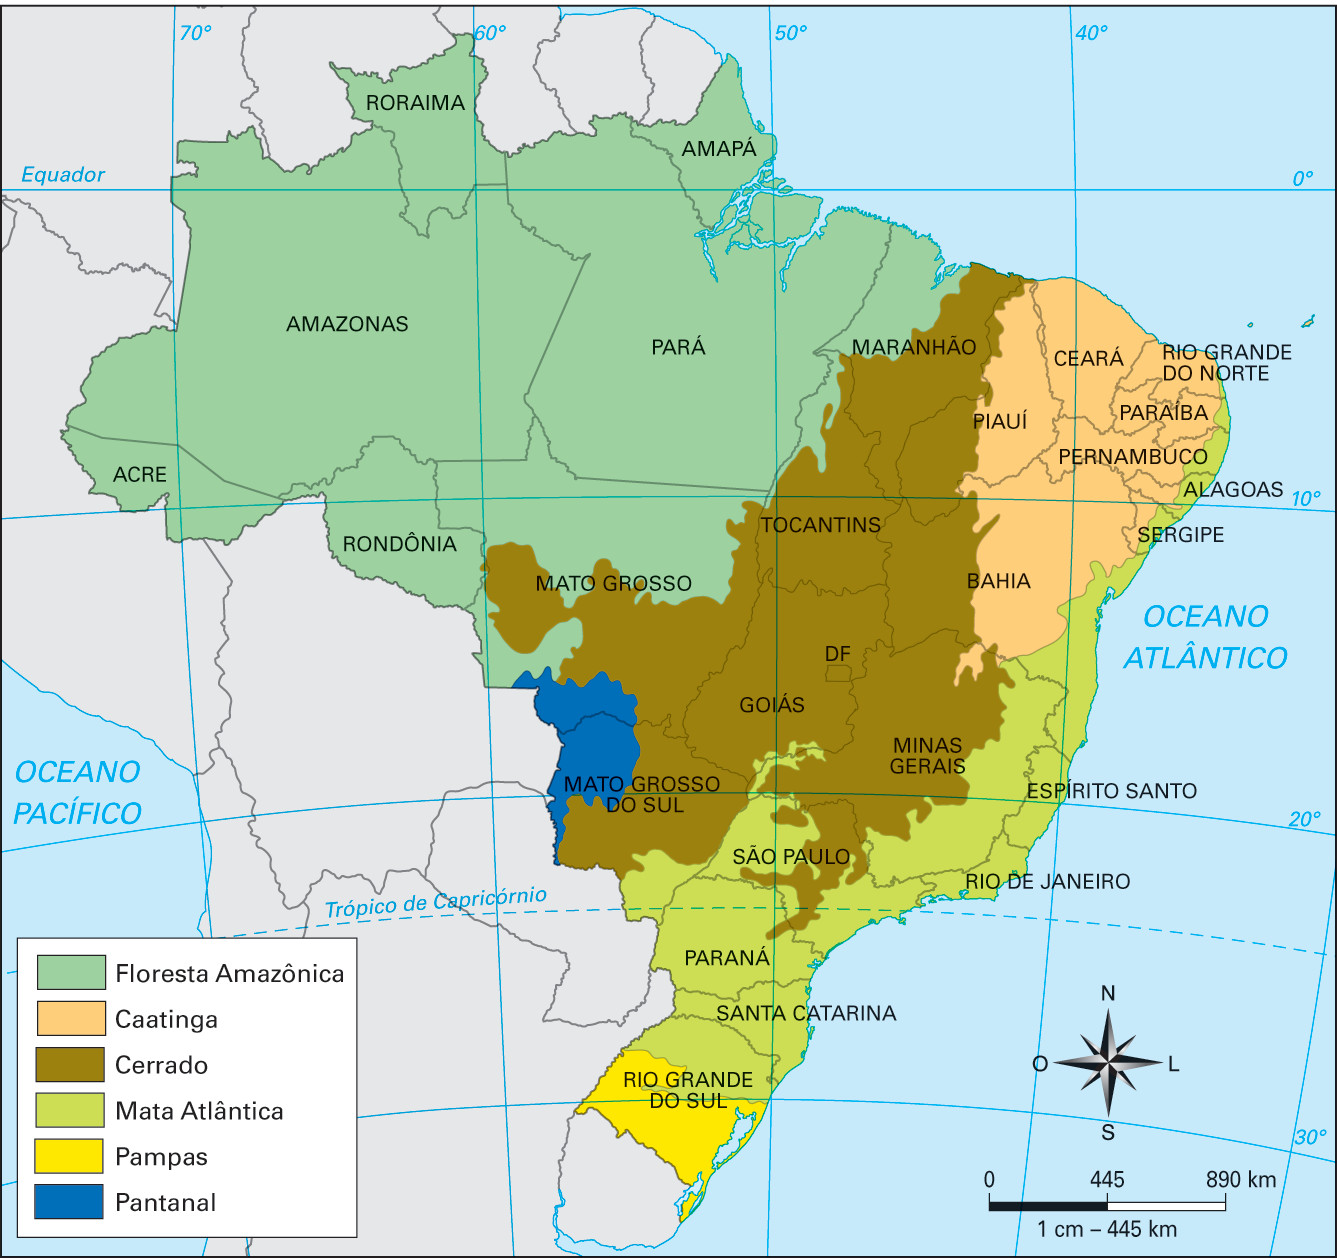 70°
60°
50°
40°
RORAIMA
AMAPÁ
Equador
0°
AMAZONAS
PARÁ
MARANHÃO
CEARÁ
RIO GRANDE
DO NORTE
PIAUÍ
PARAÍBA
PERNAMBUCO
ACRE
ALAGOAS
10°
TOCANTINS
SERGIPE
RONDÔNIA
MATO GROSSO
BAHIA
OCEANO
ATLÂNTICO
DF
GOIÁS
MINAS
GERAIS
OCEANO
PACÍFICO
MATO GROSSO
DO SUL
ESPÍRITO SANTO
20°
SÃO PAULO
RIO DE JANEIRO
Trópico de Capricórnio
PARANÁ
SANTA CATARINA
RIO GRANDE
DO SUL
30°
Floresta Amazônica
Caatinga
Cerrado
Mata Atlântica
Pampas
Pantanal
N
O
L
S
0 445 890 km
1 cm – 445 km